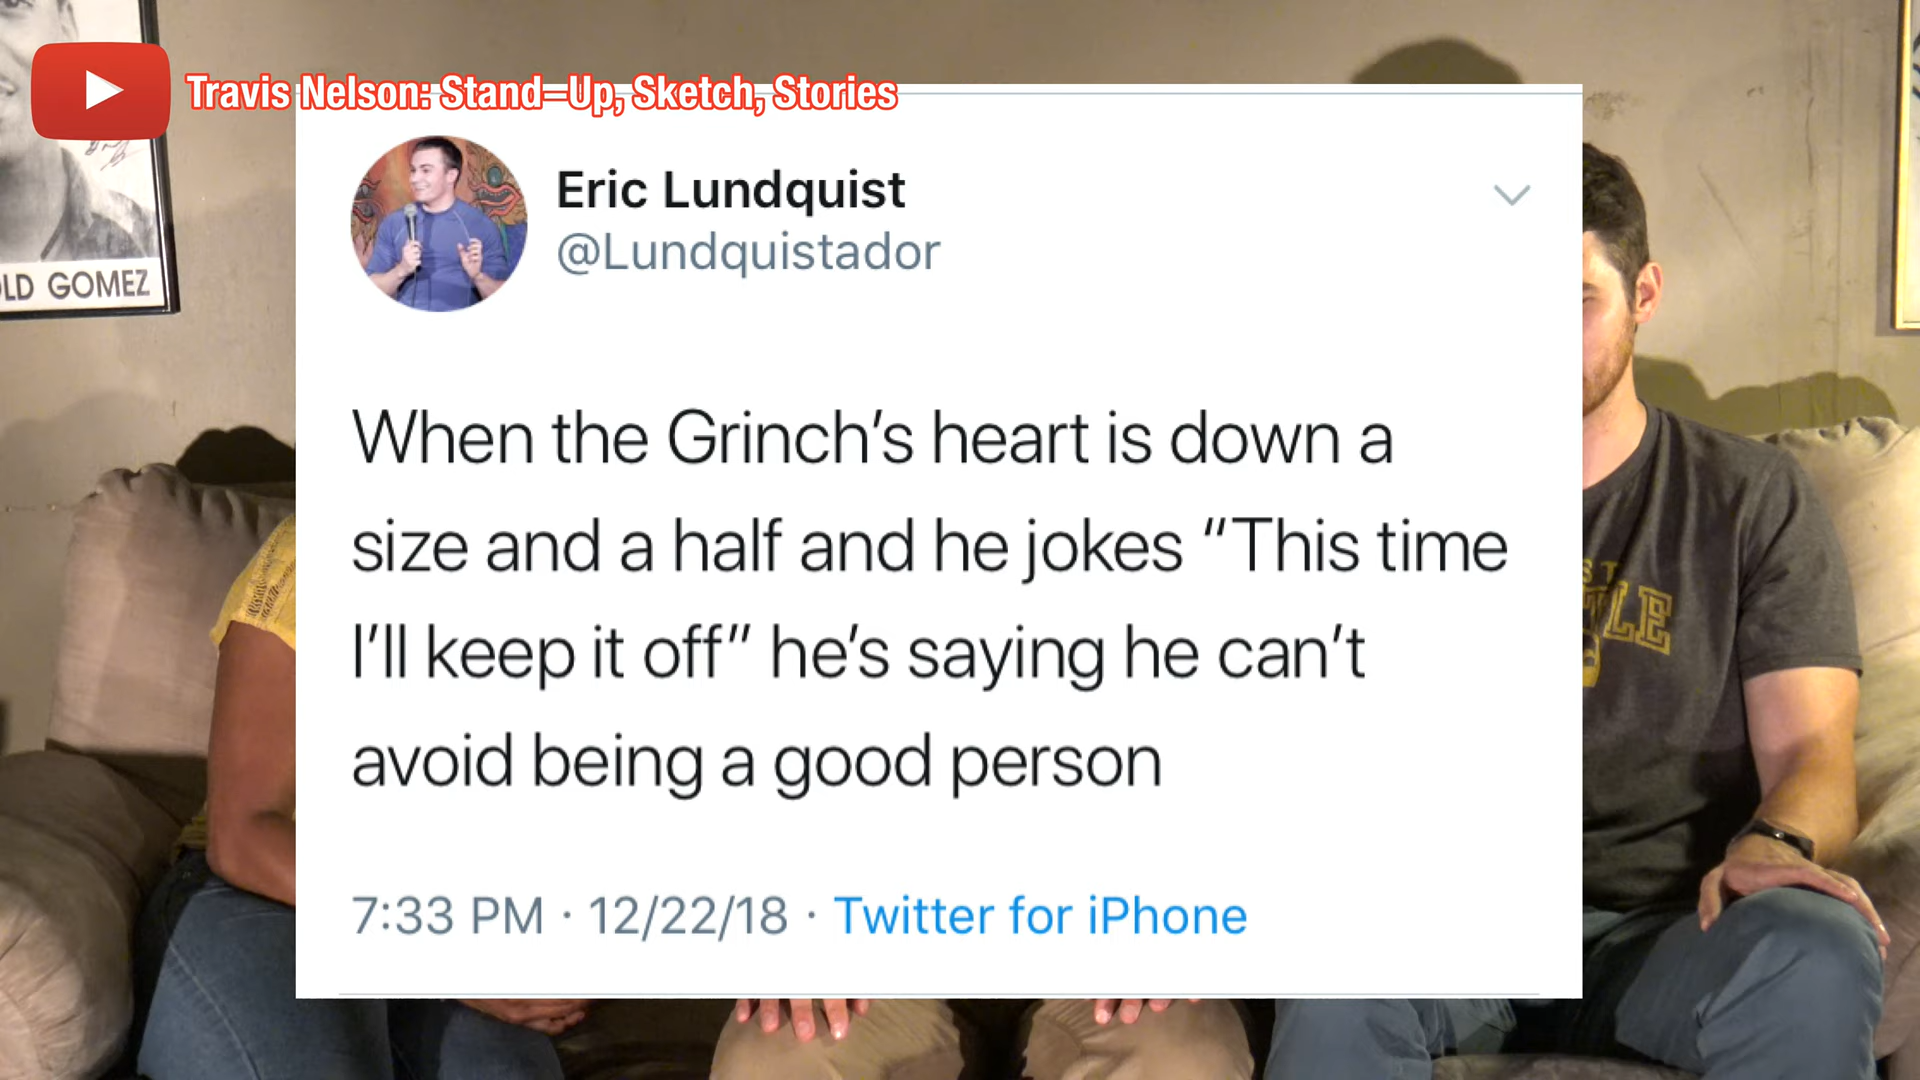 Travis Nelson: Stand-Up, Sketch, Stories
Eric Lundquist
@Lundquistador
LD GOMEZ
When the Grinch’s heart is down a
size and a half and he jokes “This time
I’ll keep it off” he’s saying he can’t
avoid being a good person
7:33 PM · 12/22/18 · Twitter for iPhone